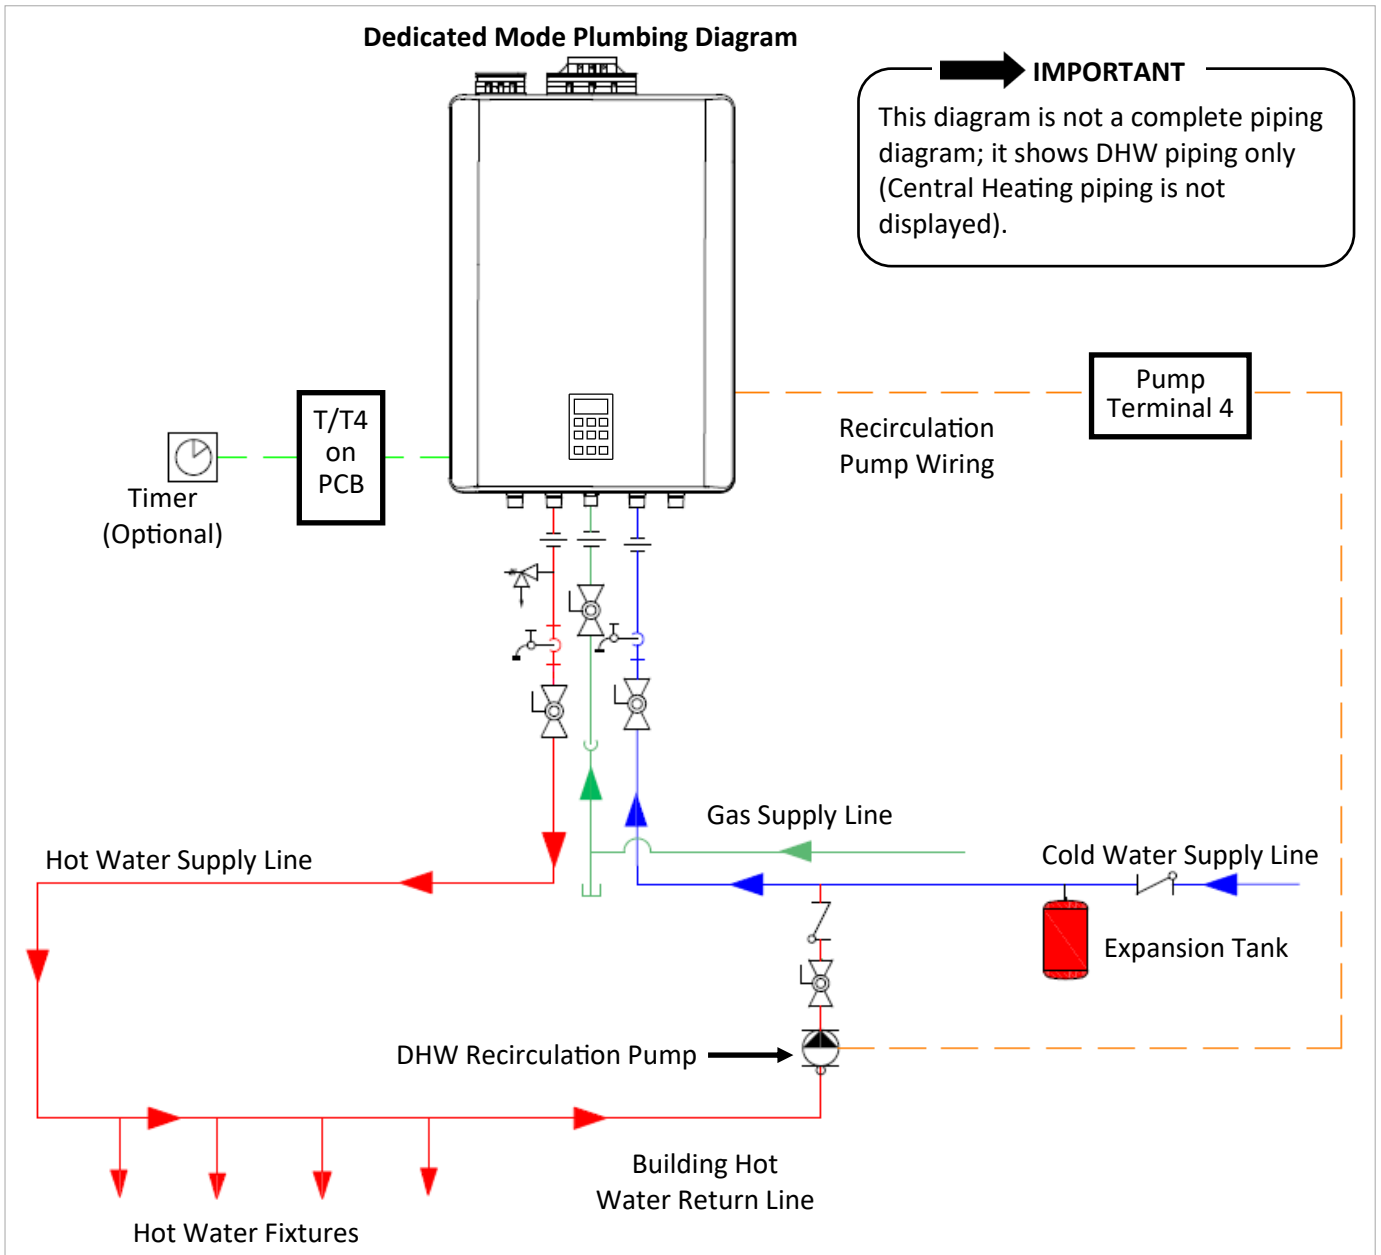 Dedicated Mode Plumbing Diagram
IMPORTANT
This diagram is not a complete piping
diagram; it shows DHW piping only
(Central Heating piping is not
displayed).
Pump
Terminal 4
T/T4
on
PCB
Recirculation
Pump Wiring
Timer
(Optional)
Gas Supply Line
Hot Water Supply Line
Cold Water Supply Line
Expansion Tank
DHW Recirculation Pump
Building Hot
Water Return Line
Hot Water Fixtures